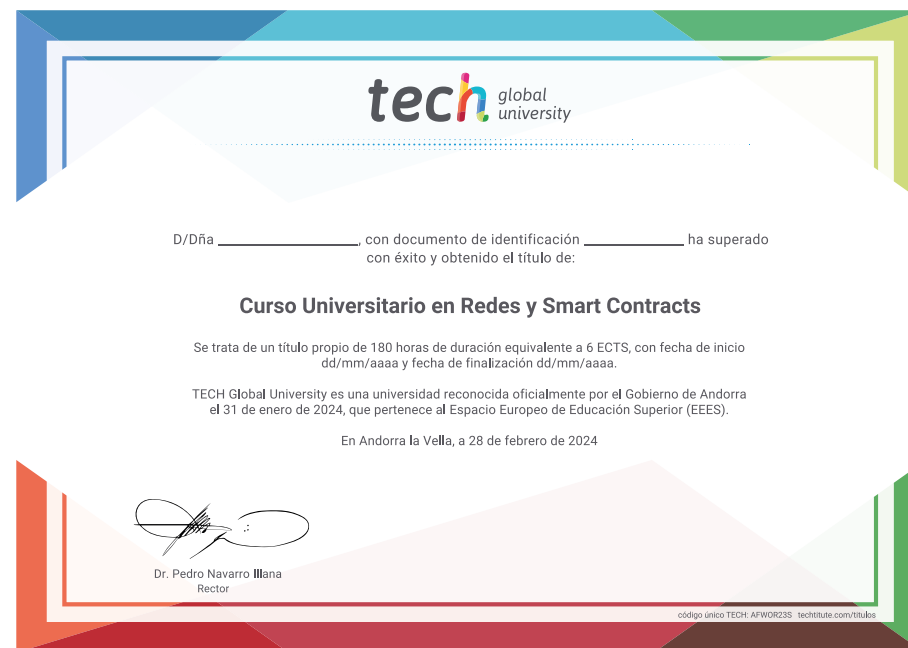 tech global university
D/Dña ____________________, con documento de identificación ______________ ha superado
con éxito y obtenido el título de:
Curso Universitario en Redes y Smart Contracts
Se trata de un título propio de 180 horas de duración equivalente a 6 ECTS, con fecha de inicio
dd/mm/aaaa y fecha de finalización dd/mm/aaaa.
TECH Global University es una universidad reconocida oficialmente por el Gobierno de Andorra
el 31 de enero de 2024, que pertenece al Espacio Europeo de Educación Superior (EEES).
En Andorra la Vella, a 28 de febrero de 2024
Dr. Pedro Navarro Illana
Rector
código único TECH: AFWOR23S techtitute.com/titulos